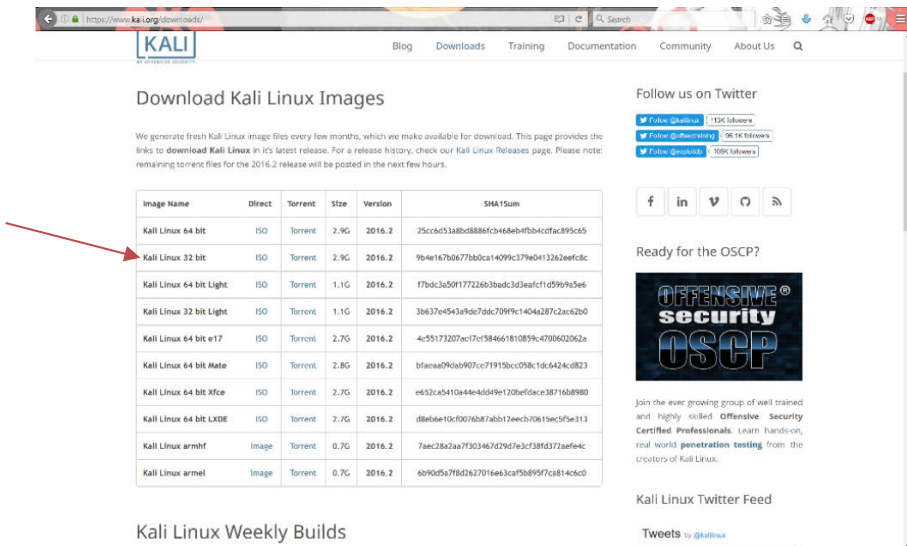 https://www.kali.org/downloads/
Search
KALI
BY OFFENSIVE SECURITY
Blog Downloads Training Documentation Community About Us
Download Kali Linux Images
We generate fresh Kali Linux image files every few months, which we make available for download. This page provides the
links to download Kali Linux in it's latest release. For a release history, check our Kali Linux Releases page. Please note:
remaining torrent files for the 2016.2 release will be posted in the next few hours.
Image Name Direct Torrent Size Version SHA1Sum
Kali Linux 64 bit ISO Torrent 2.9G 2016.2 25cc6d53a8bd8886fcb468eb4fbb4cdfac895c65
Kali Linux 32 bit ISO Torrent 2.9G 2016.2 9b4e167b0677bb0ca14099c379e0413262eefc8c
Kali Linux 64 bit Light ISO Torrent 1.1G 2016.2 f7bdc3a50f177226b3badc3d3eafcf1d59b9a5e6
Kali Linux 32 bit Light ISO Torrent 1.1G 2016.2 3b637e4543a9de7ddc709f9c1404a287c2ac62b0
Kali Linux 64 bit e17 ISO Torrent 2.7G 2016.2 4e55173207aef7cf584661810859c4700602062a
Kali Linux 64 bit Mate ISO Torrent 2.8G 2016.2 bfaeaa09dab907ce71915bcc058c1dc6424cd823
Kali Linux 64 bit Xfce ISO Torrent 2.7G 2016.2 e652ca5410a44e4dd49e120befdace38716b8980
Kali Linux 64 bit LXDE ISO Torrent 2.7G 2016.2 d8eb6e10cf0076b87abb12eecb70615ec5f5e313
Kali Linux armhf Image Torrent 0.7G 2016.2 7aec28a2aa7f303467d29d7e3cf38fd372aefe4c
Kali Linux armel Image Torrent 0.7G 2016.2 6b90d5a7f8d2627016e63caf5b895f7ca814c6c0
Kali Linux Weekly Builds
Follow us on Twitter
Follow @kalilinux 113K followers
Follow @offsectraining 96.1K followers
Follow @exploitdb 105K followers
Ready for the OSCP?
OFFENSIVE®
security
OSCP
Join the ever growing group of well trained
and highly skilled Offensive Security
Certified Professionals. Learn hands-on,
real world penetration testing from the
creators of Kali Linux.
Kali Linux Twitter Feed
Tweets by @kalilinux